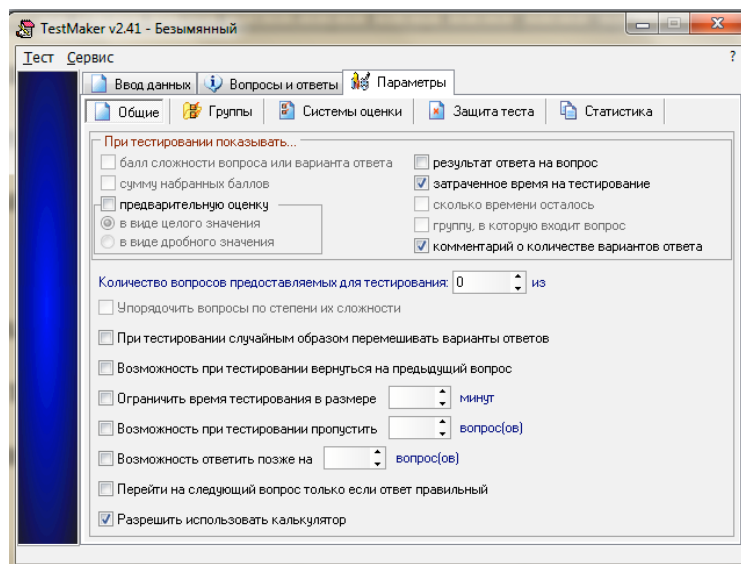 TestMaker v2.41 - Безымянный
Тест Сервис ?
Ввод данных Вопросы и ответы Параметры
Общие Группы Системы оценки Защита теста Статистика
При тестировании показывать...
балл сложности вопроса или варианта ответа
сумму набранных баллов
предварительную оценку
в виде целого значения
в виде дробного значения
результат ответа на вопрос
затраченное время на тестирование
сколько времени осталось
группу, в которую входит вопрос
комментарий о количестве вариантов ответа
Количество вопросов предоставляемых для тестирования: 0 из
Упорядочить вопросы по степени их сложности
При тестировании случайным образом перемешивать варианты ответов
Возможность при тестировании вернуться на предыдущий вопрос
Ограничить время тестирования в размере минут
Возможность при тестировании пропустить вопрос(ов)
Возможность ответить позже на вопрос(ов)
Перейти на следующий вопрос только если ответ правильный
Разрешить использовать калькулятор